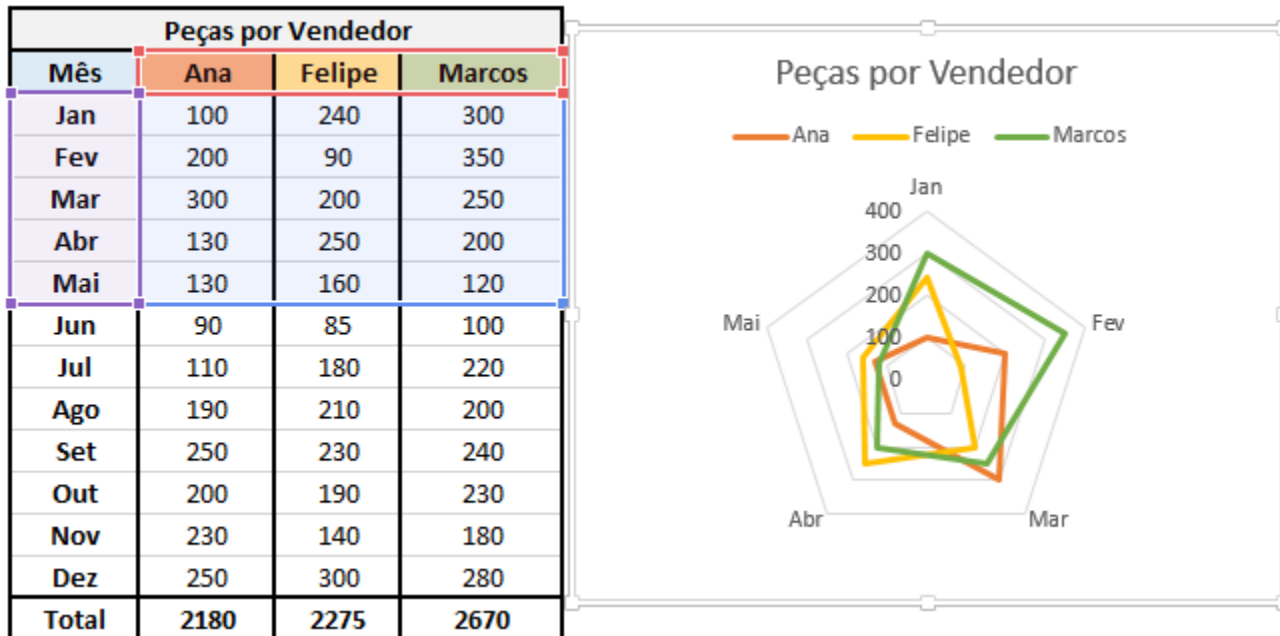 Peças por Vendedor
Mês Ana Felipe Marcos
Jan 100 240 300
Fev 200 90 350
Mar 300 200 250
Abr 130 250 200
Mai 130 160 120
Jun 90 85 100
Jul 110 180 220
Ago 190 210 200
Set 250 230 240
Out 200 190 230
Nov 230 140 180
Dez 250 300 280
Total 2180 2275 2670
Peças por Vendedor
Ana Felipe Marcos
Jan
400
300
200
100
0
Mai
Fev
Abr
Mar